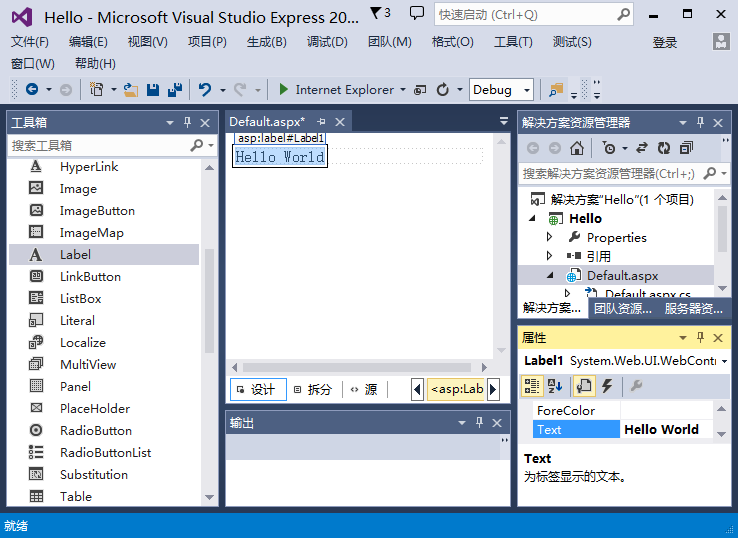 Hello - Microsoft Visual Studio Express 20...
3
快速启动 (Ctrl+Q)
文件(F) 编辑(E) 视图(V) 项目(P) 生成(B) 调试(D) 团队(M) 格式(O) 工具(T) 测试(S) 登录
窗口(W) 帮助(H)
Internet Explorer Debug
工具箱
搜索工具箱
HyperLink
Image
ImageButton
ImageMap
Label
LinkButton
ListBox
Literal
Localize
MultiView
Panel
PlaceHolder
RadioButton
RadioButtonList
Substitution
Table
Default.aspx*
asp:label#Label1
Hello World
设计 拆分 源 <asp:Lab
输出
解决方案资源管理器
搜索解决方案资源管理器(Ctrl+;)
解决方案"Hello"(1 个项目)
Hello
Properties
引用
Default.aspx
Default.aspx.cs
解决方案... 团队资源... 服务器资...
属性
Label1 System.Web.UI.WebContr
ForeColor
Text Hello World
Text
为标签显示的文本。
就绪